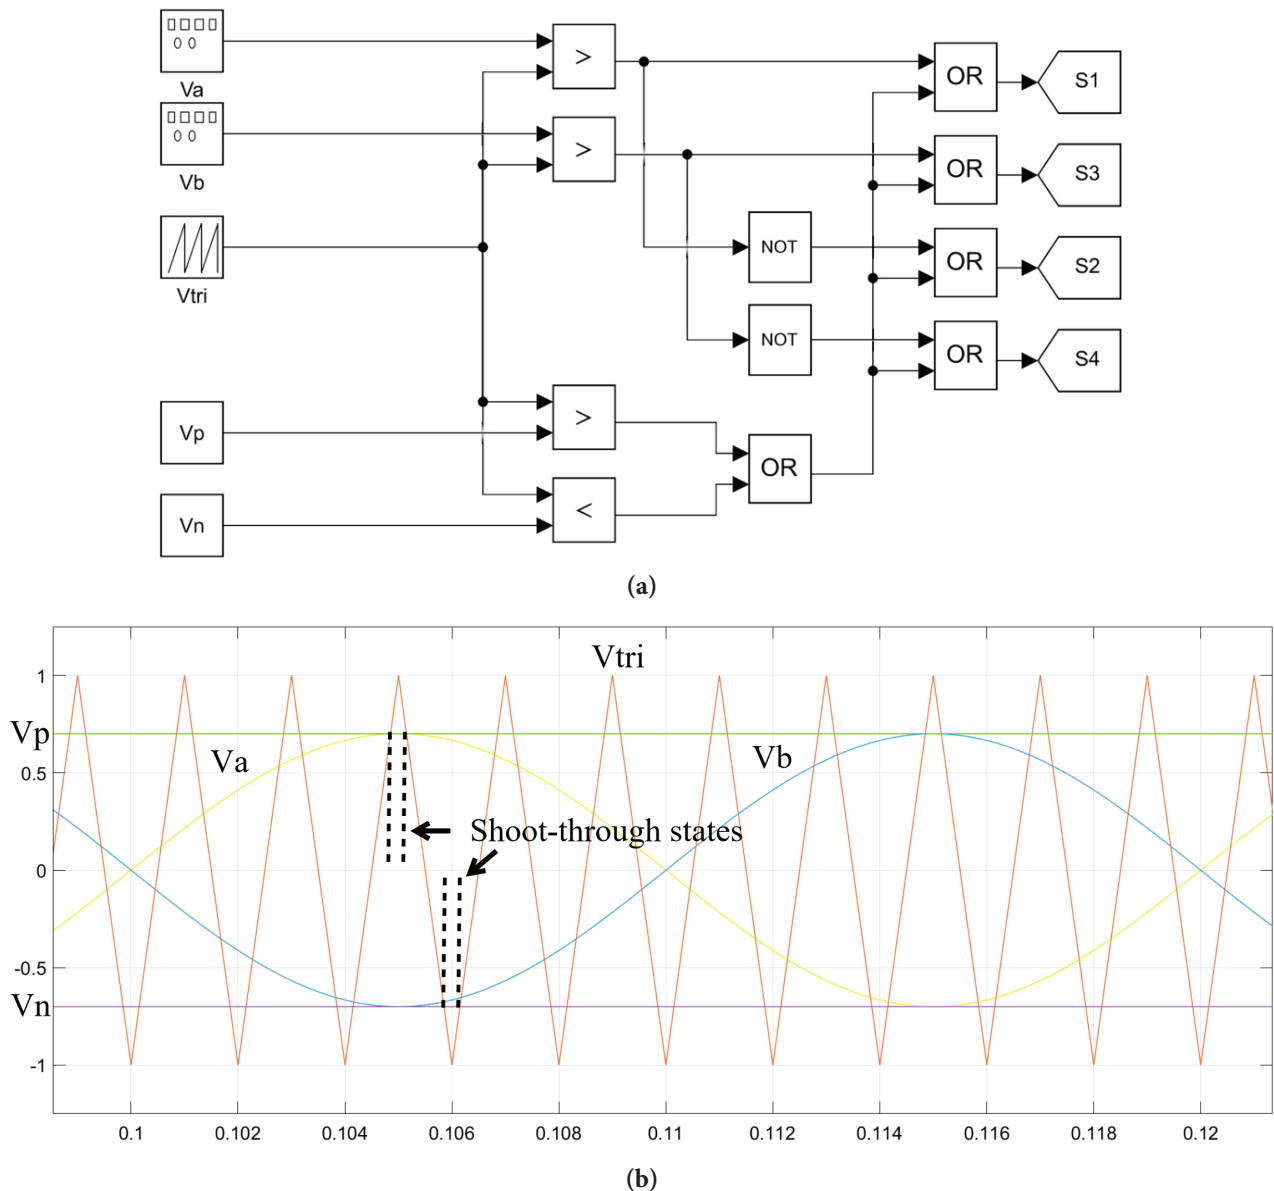 Va
> OR S1
Vb
> OR S3
Vtri
NOT OR S2
NOT OR S4
Vp
> OR
Vn
<
(a)
Vtri
1
Vp
Va
Vb
0.5
Shoot-through states
0
-0.5
Vn
-1
0.1 0.102 0.104 0.106 0.108 0.11 0.112 0.114 0.116 0.118 0.12
(b)